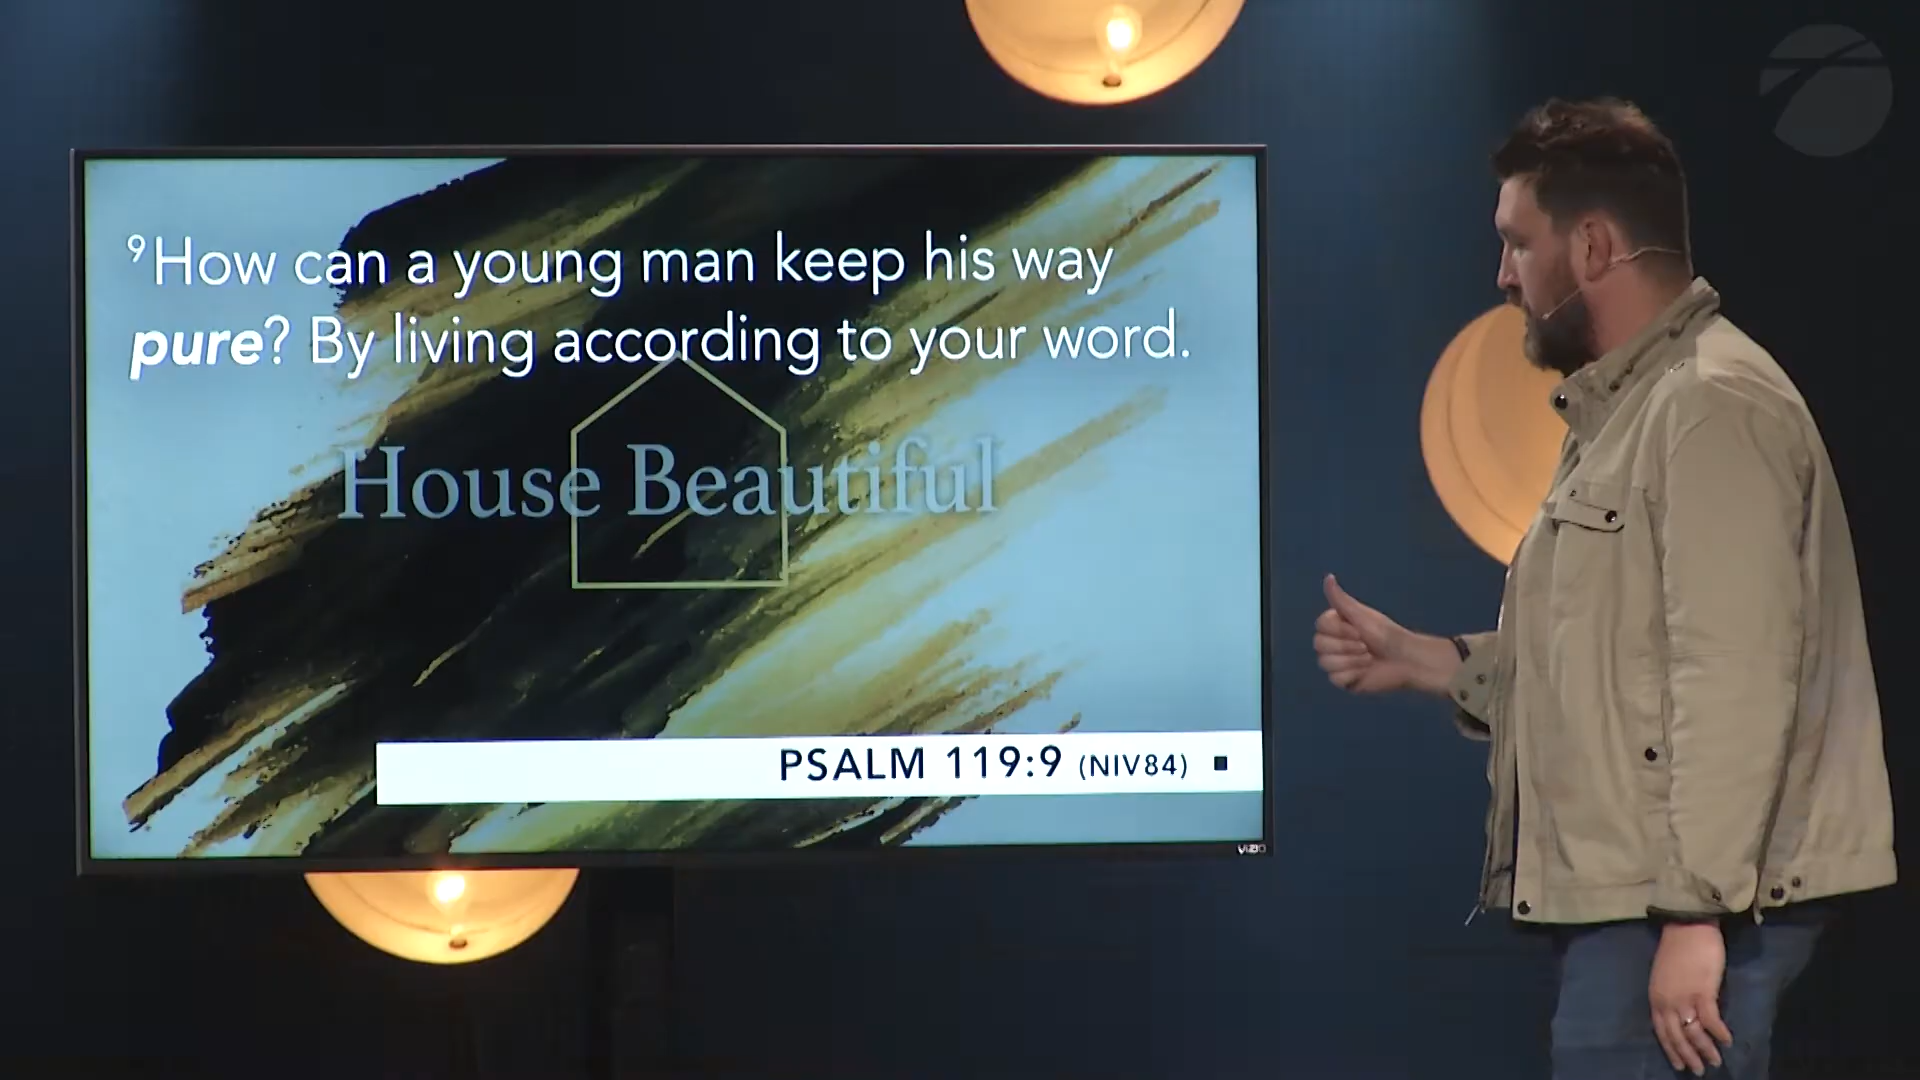 ⁹How can a young man keep his way
pure? By living according to your word.
House Beautiful
PSALM 119:9 (NIV84)
VIZIO